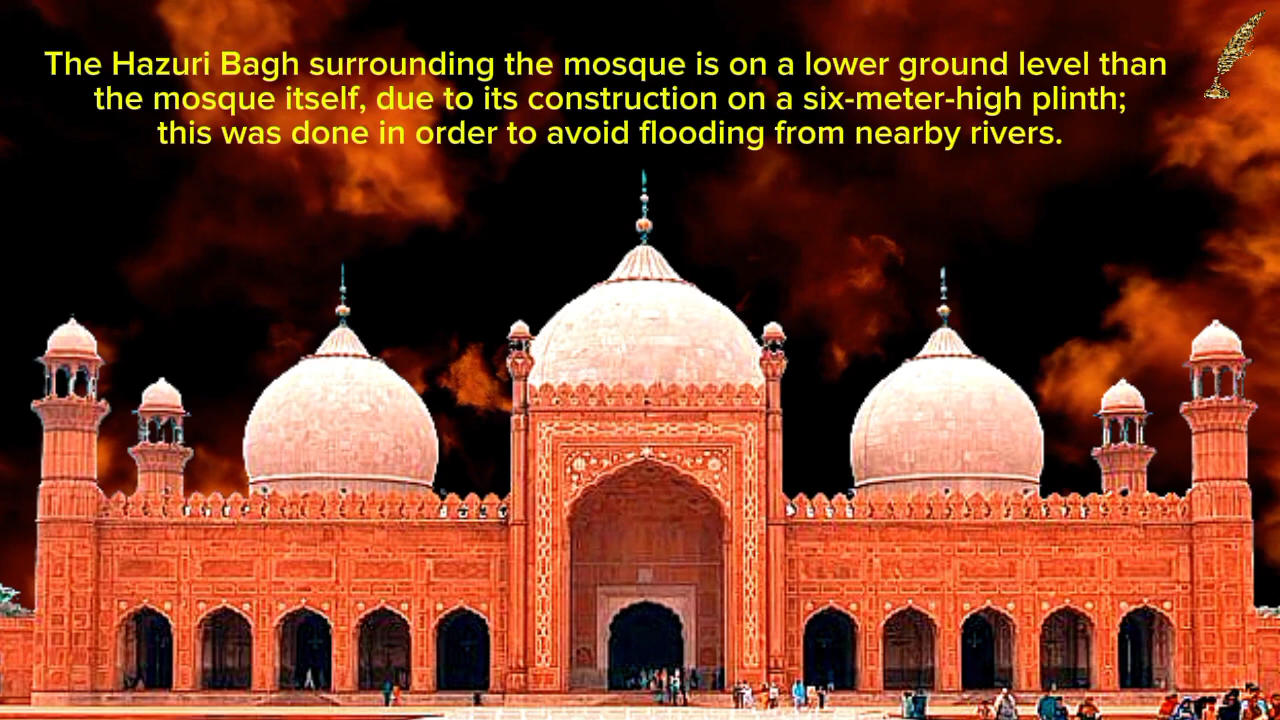 The Hazuri Bagh surrounding the mosque is on a lower ground level than
the mosque itself, due to its construction on a six-meter-high plinth;
this was done in order to avoid flooding from nearby rivers.